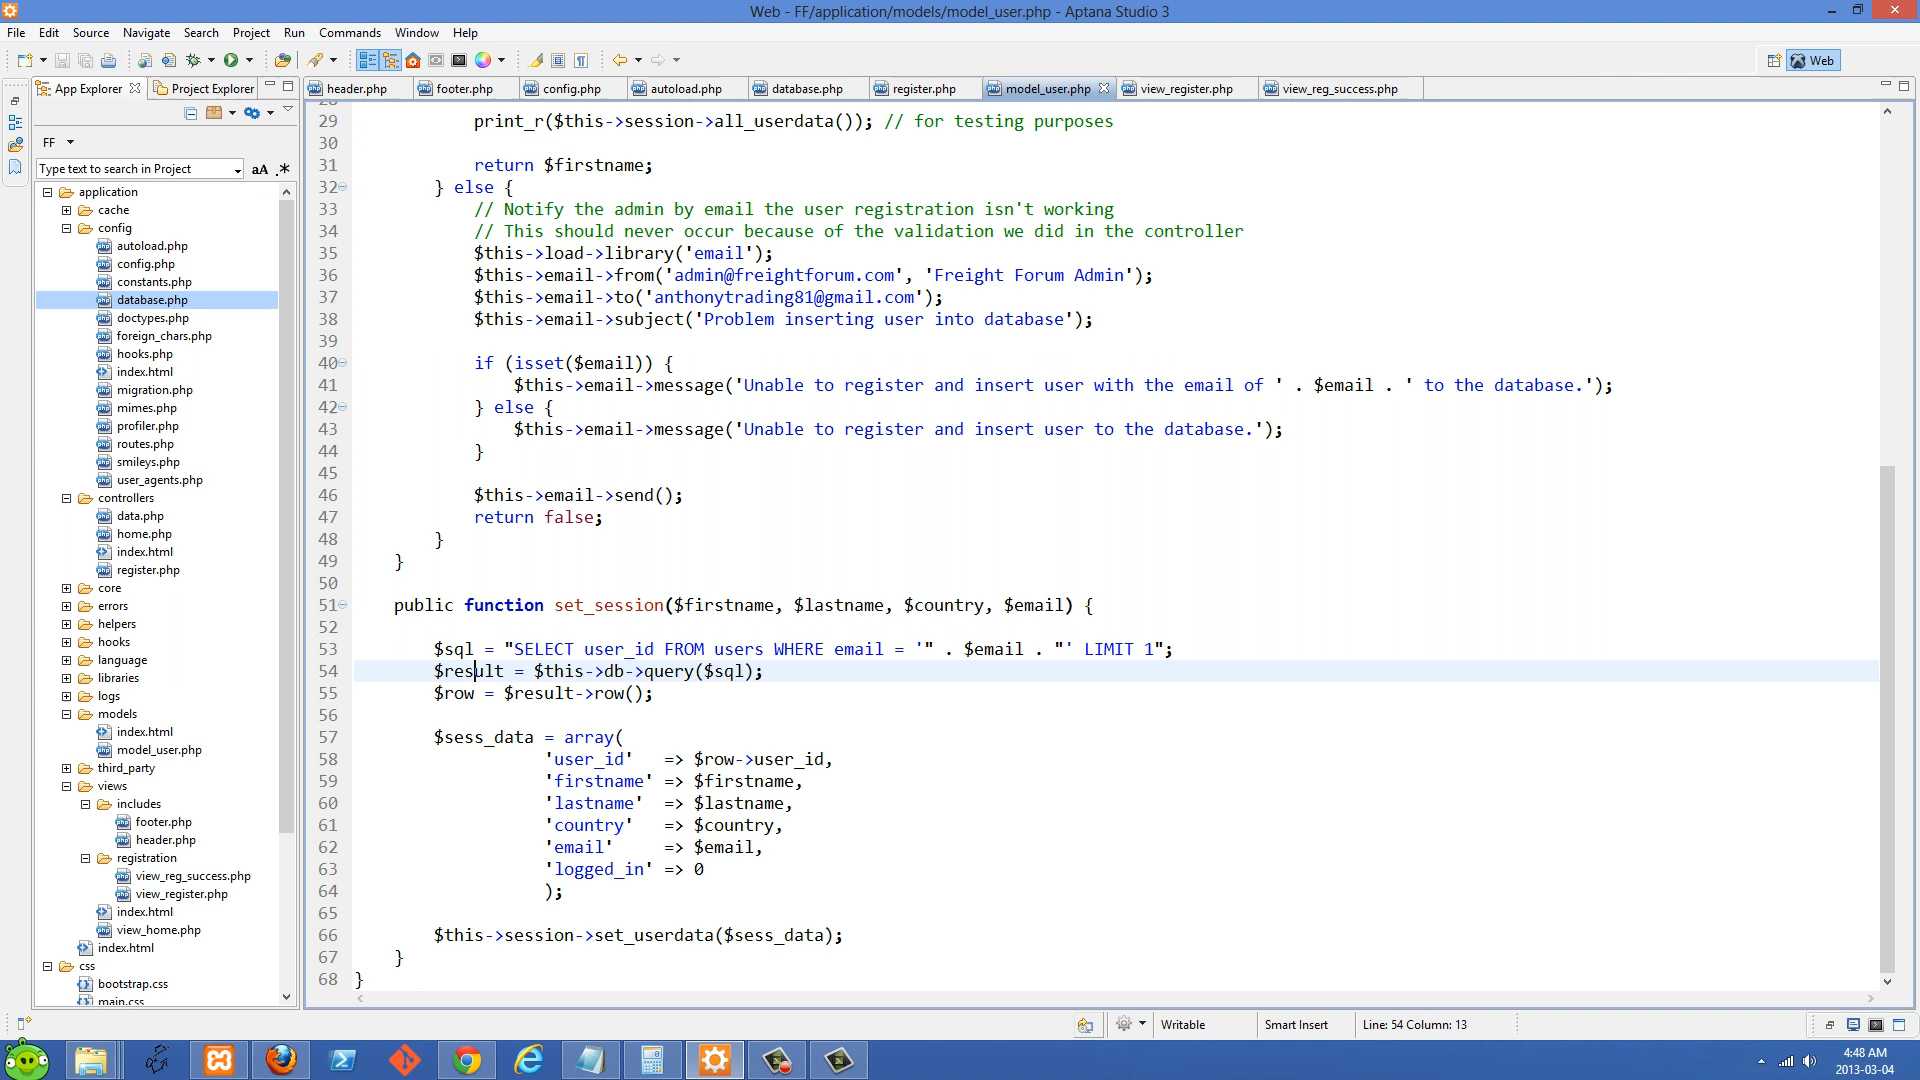 Web - FF/application/models/model_user.php - Aptana Studio 3
File Edit Source Navigate Search Project Run Commands Window Help
Web
App Explorer Project Explorer
header.php footer.php config.php autoload.php database.php register.php model_user.php view_register.php view_reg_success.php
FF
Type text to search in Project aA .*
application
cache
config
autoload.php
config.php
constants.php
database.php
doctypes.php
foreign_chars.php
hooks.php
index.html
migration.php
mimes.php
profiler.php
routes.php
smileys.php
user_agents.php
controllers
data.php
home.php
index.html
register.php
core
errors
helpers
hooks
language
libraries
logs
models
index.html
model_user.php
third_party
views
includes
footer.php
header.php
registration
view_reg_success.php
view_register.php
index.html
view_home.php
index.html
css
bootstrap.css
main.css
29 print_r($this->session->all_userdata()); // for testing purposes
30
31 return $firstname;
32 } else {
33 // Notify the admin by email the user registration isn't working
34 // This should never occur because of the validation we did in the controller
35 $this->load->library('email');
36 $this->email->from('admin@freightforum.com', 'Freight Forum Admin');
37 $this->email->to('anthonytrading81@gmail.com');
38 $this->email->subject('Problem inserting user into database');
39
40 if (isset($email)) {
41 $this->email->message('Unable to register and insert user with the email of ' . $email . ' to the database.');
42 } else {
43 $this->email->message('Unable to register and insert user to the database.');
44 }
45
46 $this->email->send();
47 return false;
48 }
49 }
50
51 public function set_session($firstname, $lastname, $country, $email) {
52
53 $sql = "SELECT user_id FROM users WHERE email = '" . $email . "' LIMIT 1";
54 $result = $this->db->query($sql);
55 $row = $result->row();
56
57 $sess_data = array(
58 'user_id' => $row->user_id,
59 'firstname' => $firstname,
60 'lastname' => $lastname,
61 'country' => $country,
62 'email' => $email,
63 'logged_in' => 0
64 );
65
66 $this->session->set_userdata($sess_data);
67 }
68 }
Writable Smart Insert Line: 54 Column: 13
4:48 AM
2013-03-04